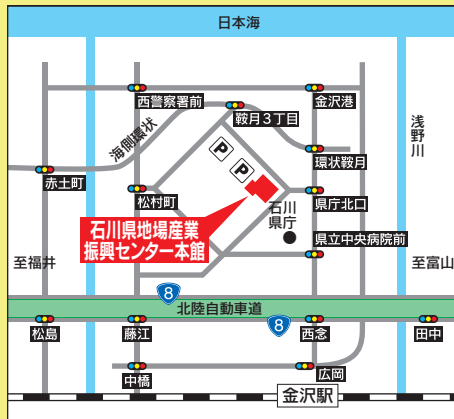 日本海
西警察署前
金沢港
鞍月3丁目
海側環状
浅野川
P
P
環状鞍月
赤土町
松村町
県庁北口
石川
県庁
石川県地場産業
振興センター本館
県立中央病院前
至福井
至富山
8
北陸自動車道
8
松島
藤江
西念
田中
中橋
広岡
金沢駅